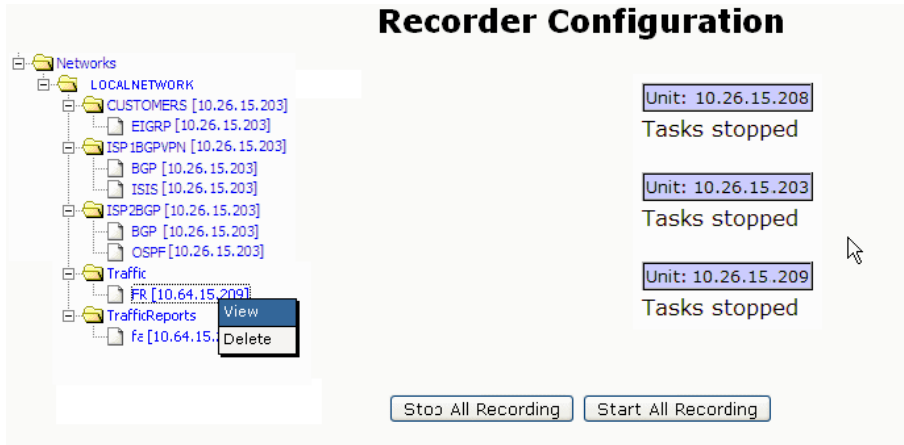 Recorder Configuration
Networks
LOCALNETWORK
CUSTOMERS [10.26.15.203]
EIGRP [10.26.15.203]
ISP1BGPVPN [10.26.15.203]
BGP [10.26.15.203]
ISIS [10.26.15.203]
ISP2BGP [10.26.15.203]
BGP [10.26.15.203]
OSPF [10.26.15.203]
Traffic
FR [10.64.15.209]
TrafficReports
fa [10.64.15.
View
Delete
Unit: 10.26.15.208
Tasks stopped
Unit: 10.26.15.203
Tasks stopped
Unit: 10.26.15.209
Tasks stopped
Stop All Recording
Start All Recording